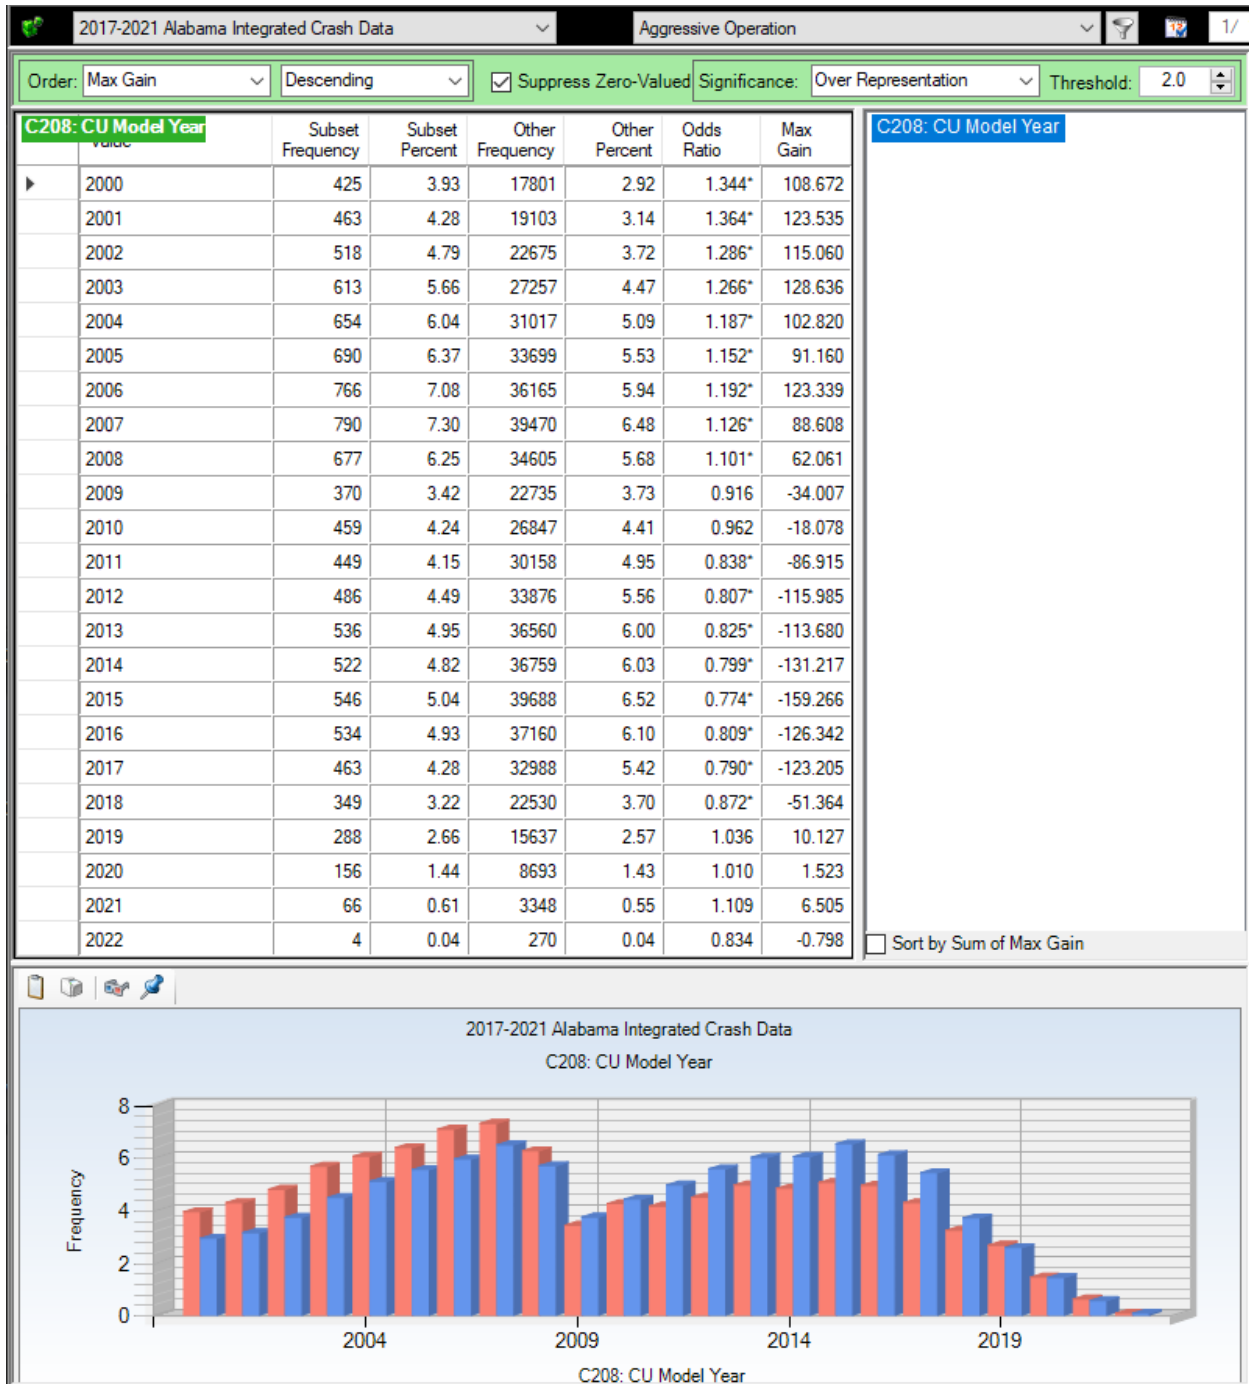 2017-2021 Alabama Integrated Crash Data Aggressive Operation 1/
Order: Max Gain Descending Suppress Zero-Valued Significance: Over Representation Threshold: 2.0
C208: CU Model Year Subset Frequency Subset Percent Other Frequency Other Percent Odds Ratio Max Gain
2000 425 3.93 17801 2.92 1.344* 108.672
2001 463 4.28 19103 3.14 1.364* 123.535
2002 518 4.79 22675 3.72 1.286* 115.060
2003 613 5.66 27257 4.47 1.266* 128.636
2004 654 6.04 31017 5.09 1.187* 102.820
2005 690 6.37 33699 5.53 1.152* 91.160
2006 766 7.08 36165 5.94 1.192* 123.339
2007 790 7.30 39470 6.48 1.126* 88.608
2008 677 6.25 34605 5.68 1.101* 62.061
2009 370 3.42 22735 3.73 0.916 -34.007
2010 459 4.24 26847 4.41 0.962 -18.078
2011 449 4.15 30158 4.95 0.838* -86.915
2012 486 4.49 33876 5.56 0.807* -115.985
2013 536 4.95 36560 6.00 0.825* -113.680
2014 522 4.82 36759 6.03 0.799* -131.217
2015 546 5.04 39688 6.52 0.774* -159.266
2016 534 4.93 37160 6.10 0.809* -126.342
2017 463 4.28 32988 5.42 0.790* -123.205
2018 349 3.22 22530 3.70 0.872* -51.364
2019 288 2.66 15637 2.57 1.036 10.127
2020 156 1.44 8693 1.43 1.010 1.523
2021 66 0.61 3348 0.55 1.109 6.505
2022 4 0.04 270 0.04 0.834 -0.798
C208: CU Model Year
Sort by Sum of Max Gain
2017-2021 Alabama Integrated Crash Data
C208: CU Model Year
Frequency
8
6
4
2
0
2004 2009 2014 2019
C208: CU Model Year